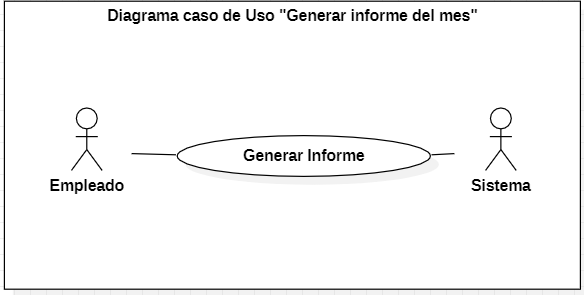 Diagrama caso de Uso "Generar informe del mes"
Generar Informe
Empleado
Sistema